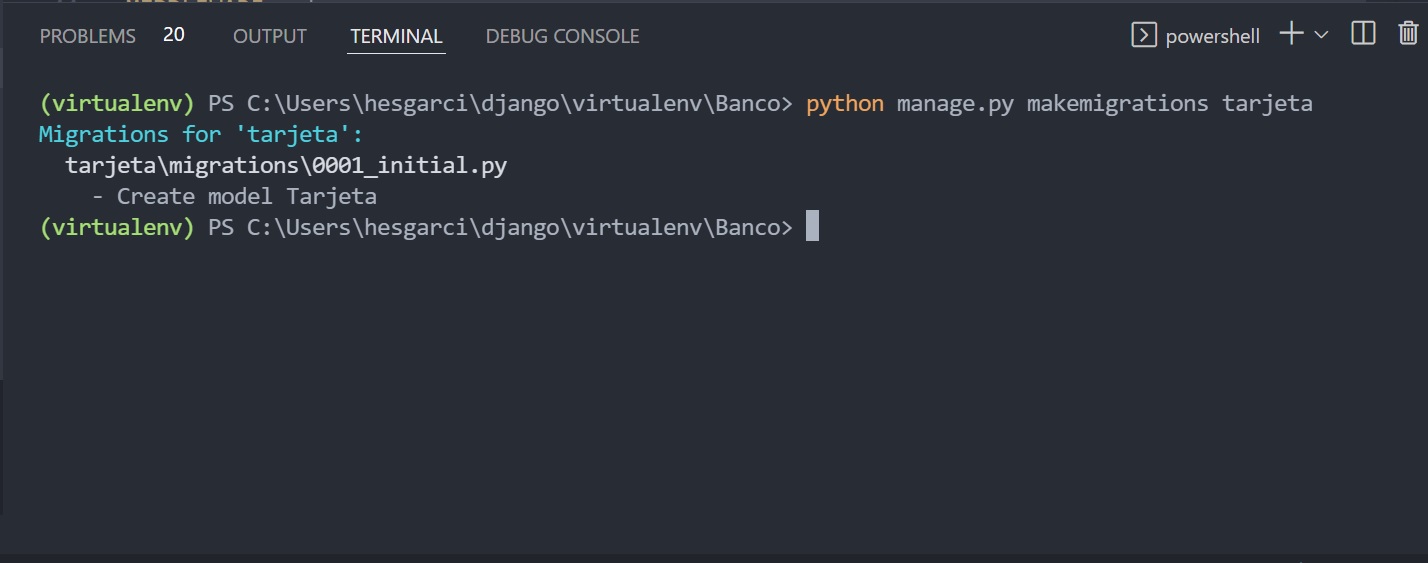 PROBLEMS 20 OUTPUT TERMINAL DEBUG CONSOLE powershell
(virtualenv) PS C:\Users\hesgarci\django\virtualenv\Banco> python manage.py makemigrations tarjeta
Migrations for 'tarjeta':
  tarjeta\migrations\0001_initial.py
    - Create model Tarjeta
(virtualenv) PS C:\Users\hesgarci\django\virtualenv\Banco>